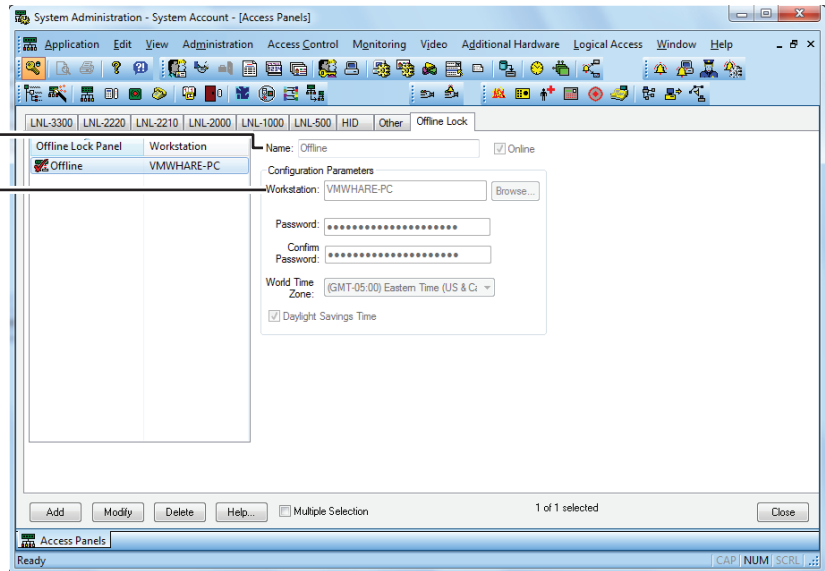 System Administration - System Account - [Access Panels]
Application Edit View Administration Access Control Monitoring Video Additional Hardware Logical Access Window Help
LNL-3300 LNL-2220 LNL-2210 LNL-2000 LNL-1000 LNL-500 HID Other Offline Lock
Offline Lock Panel Workstation
Offline VMWHARE-PC
Name: Offline Online
Configuration Parameters
Workstation: VMWHARE-PC Browse...
Password: ●●●●●●●●●●●●●●●●●●●●●
Confirm
Password: ●●●●●●●●●●●●●●●●●●●●●
World Time
Zone: (GMT-05:00) Eastern Time (US & Ca
Daylight Savings Time
Add Modify Delete Help... Multiple Selection 1 of 1 selected Close
Access Panels
Ready CAP NUM SCRL